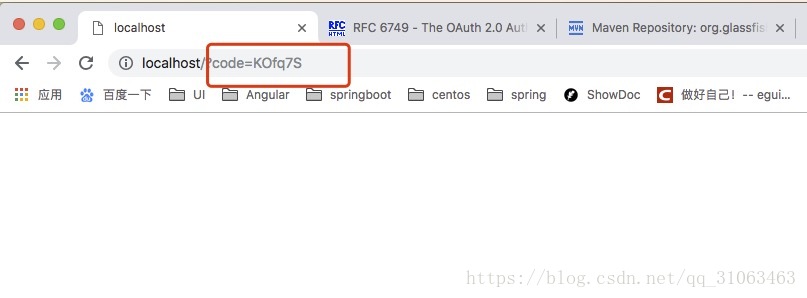 localhost
RFC HTML
RFC 6749 - The OAuth 2.0 Aut
MVN
Maven Repository: org.glassfis
localhost/?code=KOfq7S
应用
百度一下
UI
Angular
springboot
centos
spring
ShowDoc
C
做好自己！-- egui...
https://blog.csdn.net/qq_31063463